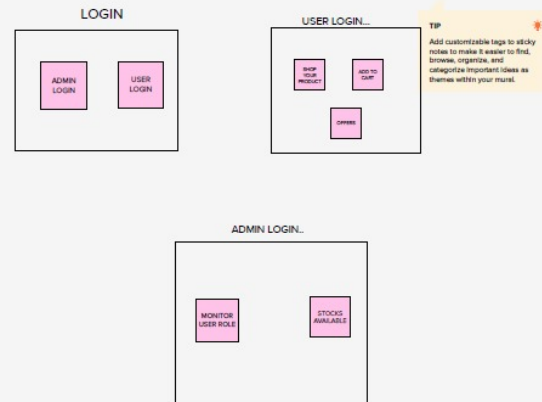 LOGIN
ADMIN
LOGIN
USER
LOGIN
USER LOGIN...
SHOP
YOUR
PRODUCT
ADD TO
CART
OFFERS
TIP
Add customizable tags to sticky
notes to make it easier to find,
browse, organize, and
categorize important ideas as
themes within your mural.
ADMIN LOGIN..
MONITOR
USER ROLE
STOCKS
AVAILABLE